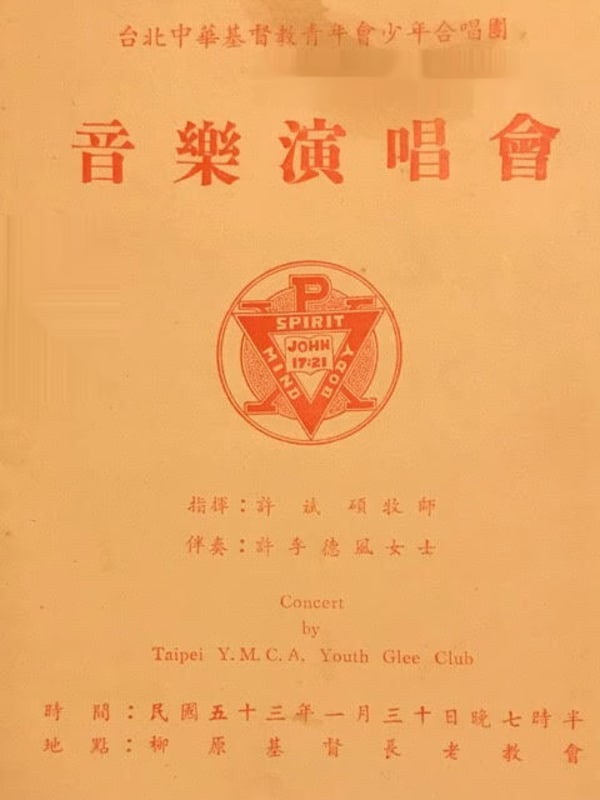 台北中華基督教青年會少年合唱團
音樂演唱會
P
SPIRIT
MIND
BODY
JOHN
17:21
指揮：許斌碩牧師
伴奏：許李德風女士
Concert
by
Taipei Y.M.C.A. Youth Glee Club
時間：民國五十三年一月三十日晚七時半
地點：柳原基督長老教會